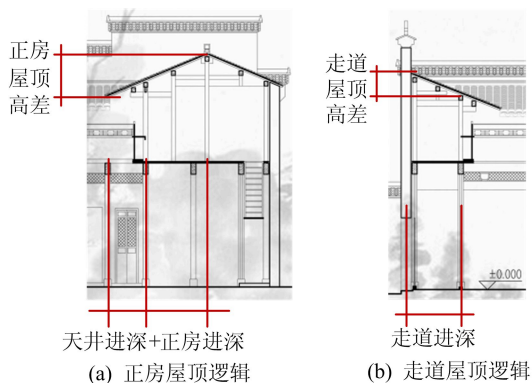 正房
屋顶
高差
天井进深+正房进深
(a) 正房屋顶逻辑
走道
屋顶
高差
±0.000
走道进深
(b) 走道屋顶逻辑